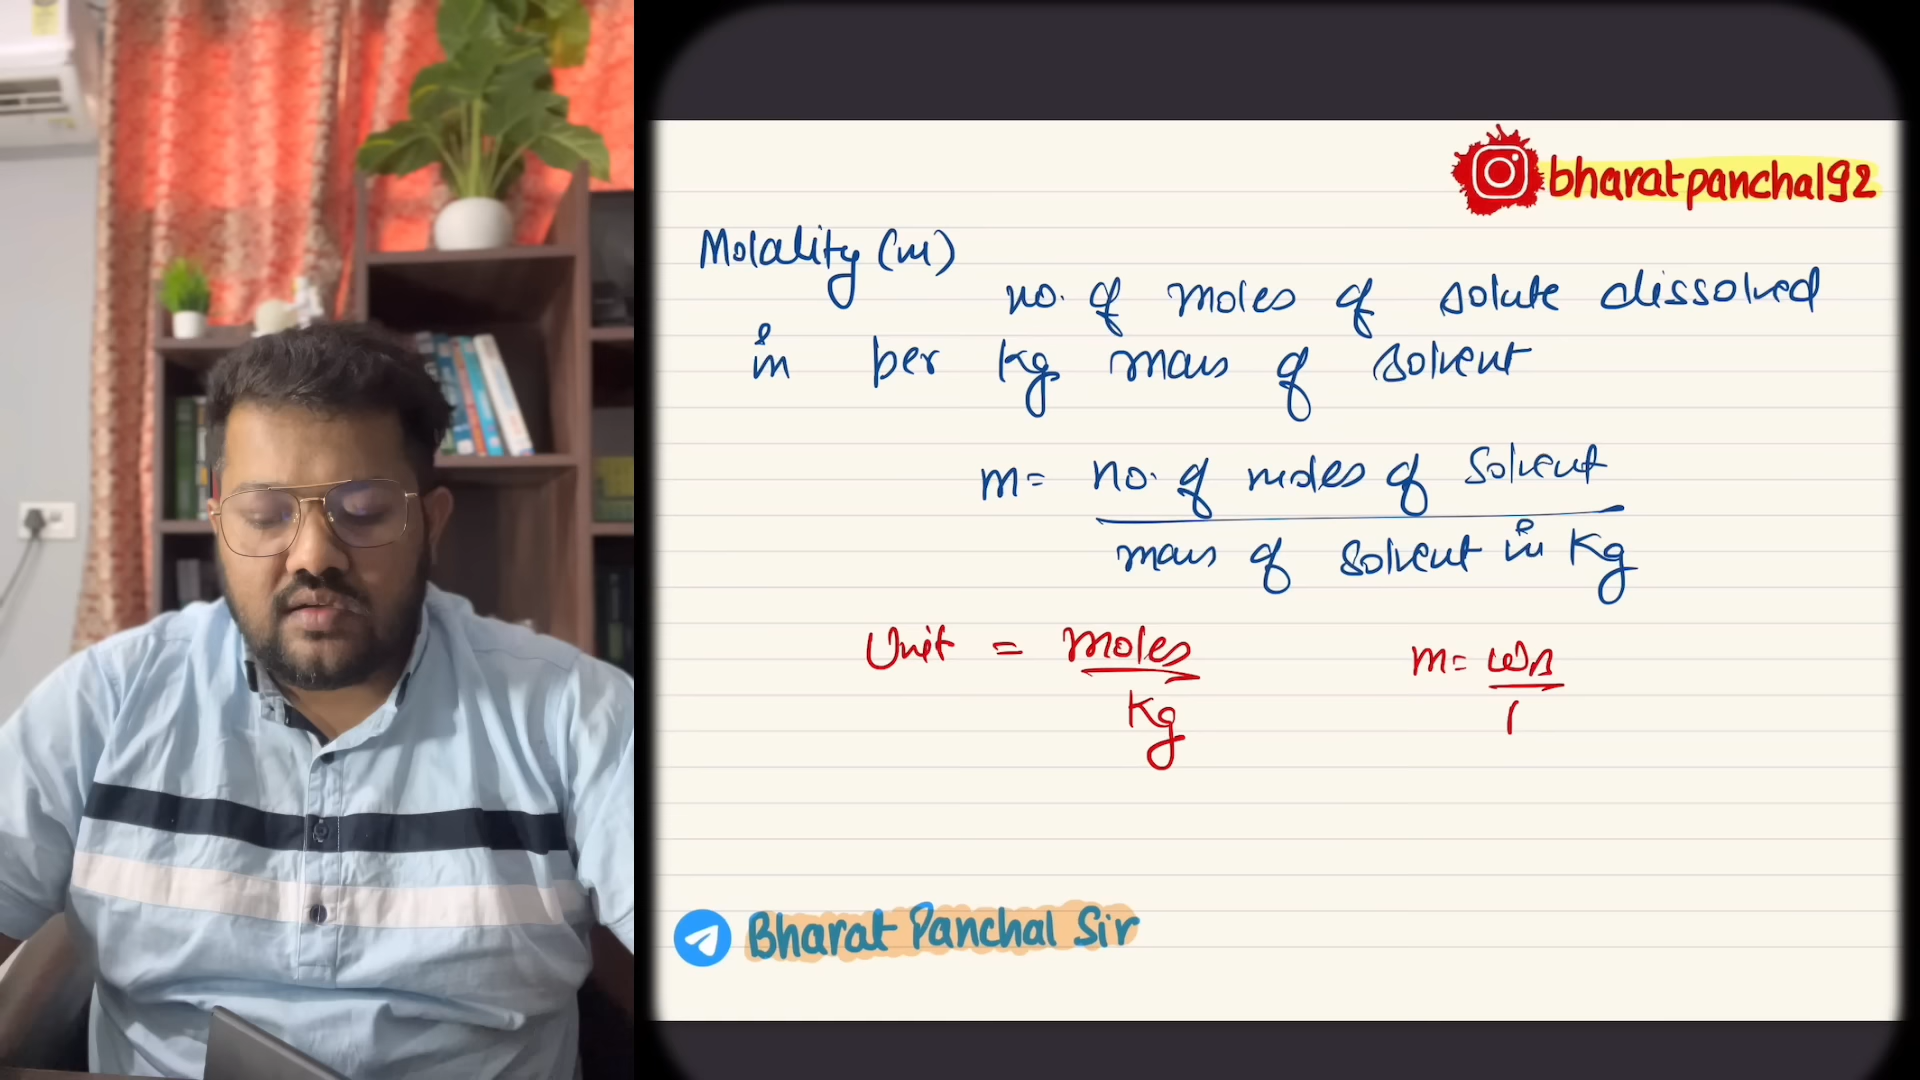 bharatpanchal92
Molality (m)
no. of moles of solute dissolved
in per kg mass of solvent
m = no. of moles of Solvent
mass of solvent in Kg
Unit = moles
Kg
m = WB
(
Bharat Panchal Sir